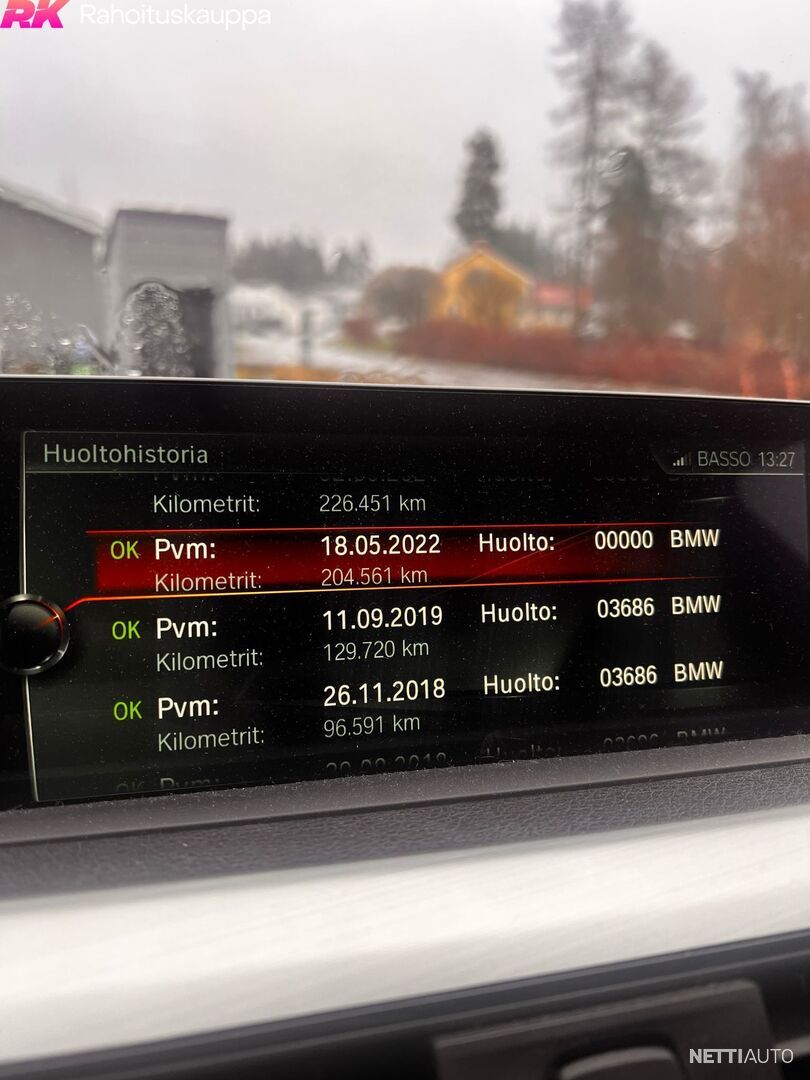 RK Rahoituskauppa
Huoltohistoria
BASSO 13:27
Kilometrit: 226.451 km
OK Pvm: 18.05.2022 Huolto: 00000 BMW
Kilometrit: 204.561 km
OK Pvm: 11.09.2019 Huolto: 03686 BMW
Kilometrit: 129.720 km
OK Pvm: 26.11.2018 Huolto: 03686 BMW
Kilometrit: 96.591 km
NETTIAUTO